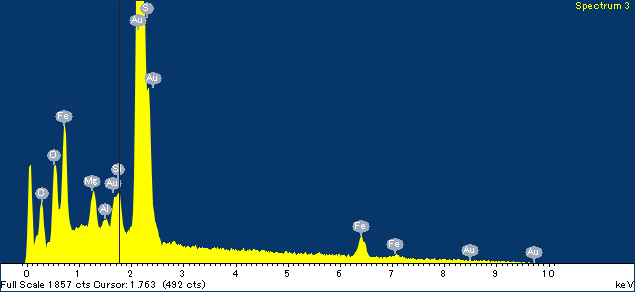 Spectrum 3
S
Au
Au
Fe
O
Mg
Si
Au
C
Al
Fe
Fe
Au
Au
0 1 2 3 4 5 6 7 8 9 10
Full Scale 1857 cts Cursor: 1.763 (492 cts) keV